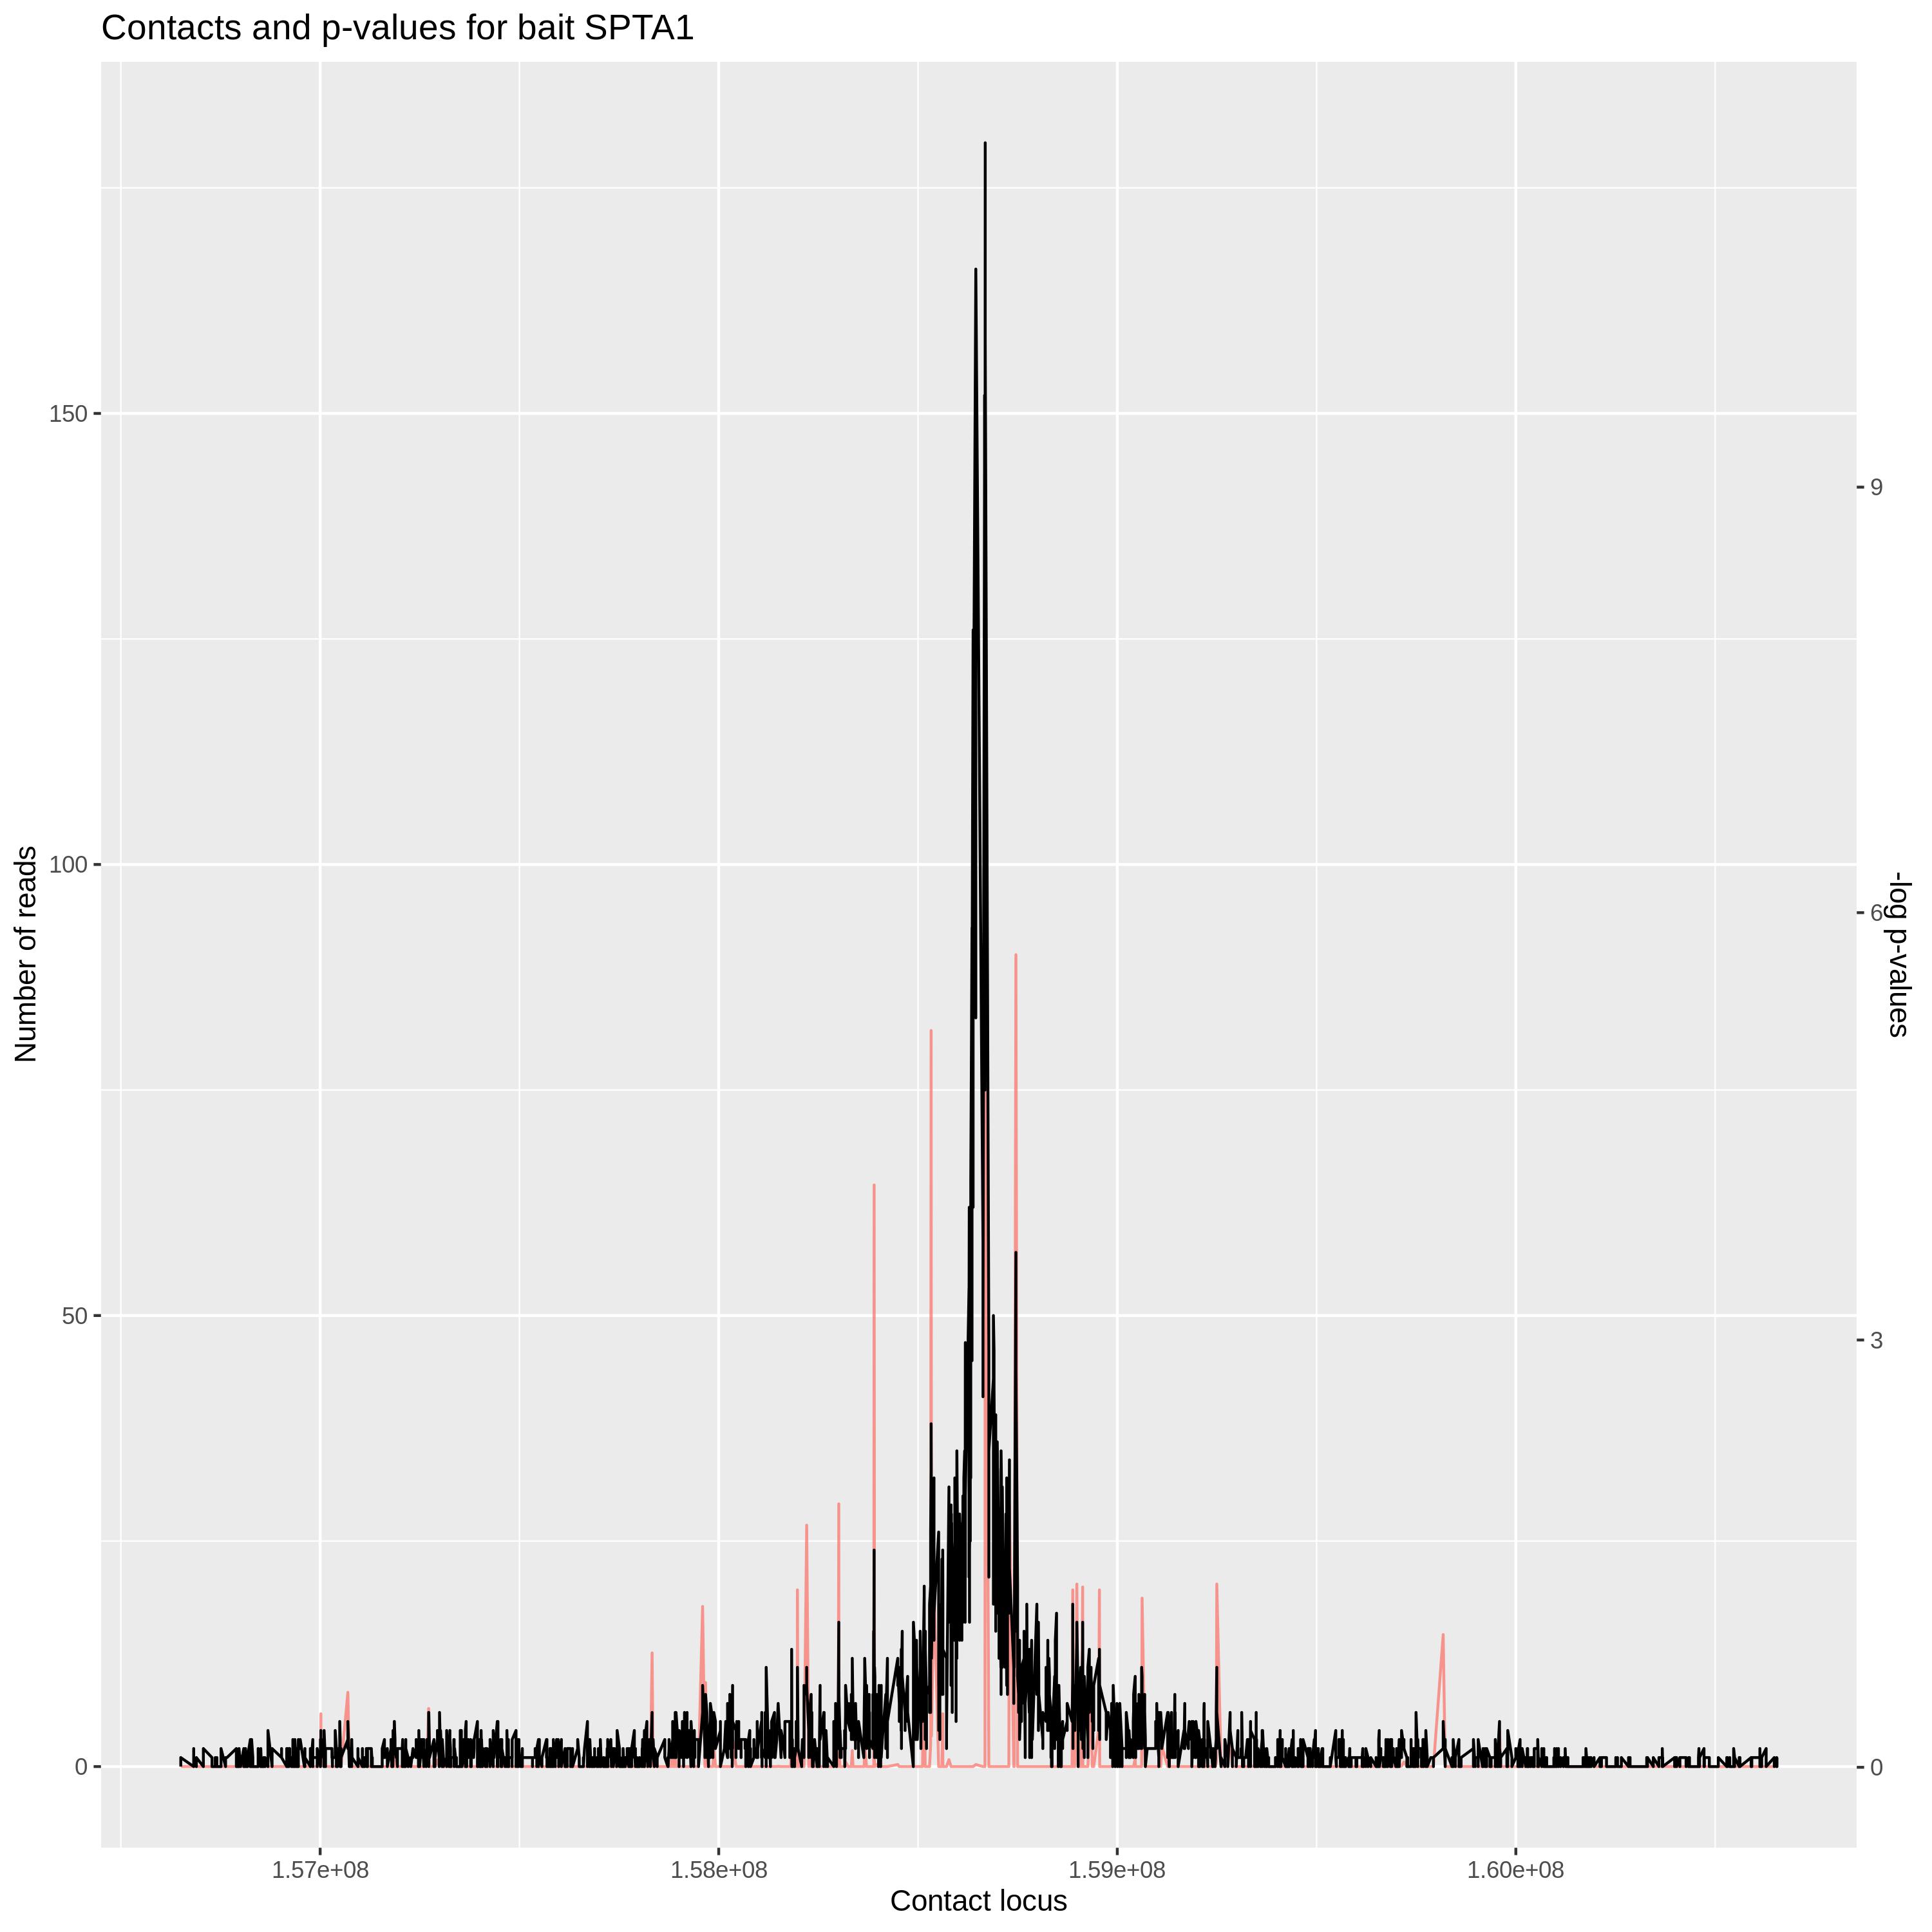 Contacts and p-values for bait SPTA1
Number of reads
150
100
50
0
9
6
3
0
-log p-values
1.57e+08
1.58e+08
1.59e+08
1.60e+08
Contact locus